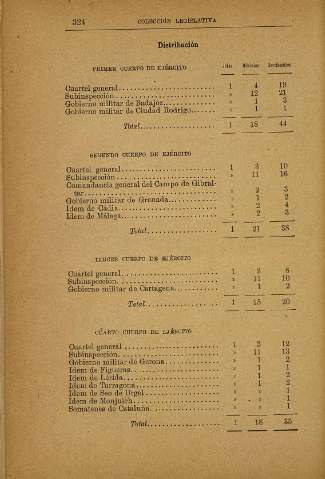 324 COLECCIÓN LEGISLATIVA
Distribución
PRIMER CUERPO DE EJÉRCITO
Cuartel general 1 4 19
Subinspección » 12 21
Gobierno militar de Badajoz » 1 3
Gobierno militar de Ciudad Rodrigo » 1 1
Total 1 18 44
SEGUNDO CUERPO DE EJÉRCITO
Cuartel general 1 3 10
Subinspección » 11 16
Comandancia general del Campo de Gibral-
tar » 2 3
Gobierno militar de Granada » 1 2
Idem de Cádiz » 2 4
Idem de Málaga » 2 3
Total 1 21 38
TERCER CUERPO DE EJÉRCITO
Cuartel general 1 3 8
Subinspección » 11 10
Gobierno militar de Cartagena » 1 2
Total 1 15 20
CUARTO CUERPO DE EJÉRCITO
Cuartel general 1 3 12
Subinspección » 11 13
Gobierno militar de Gerona » 1 2
Idem de Figueras » 1 1
Idem de Lérida » 1 2
Idem de Tarragona » 1 2
Idem de Seo de Urgel » » 1
Idem de Monjuich » » 1
Somatenes de Cataluña » » 1
Total 1 18 35